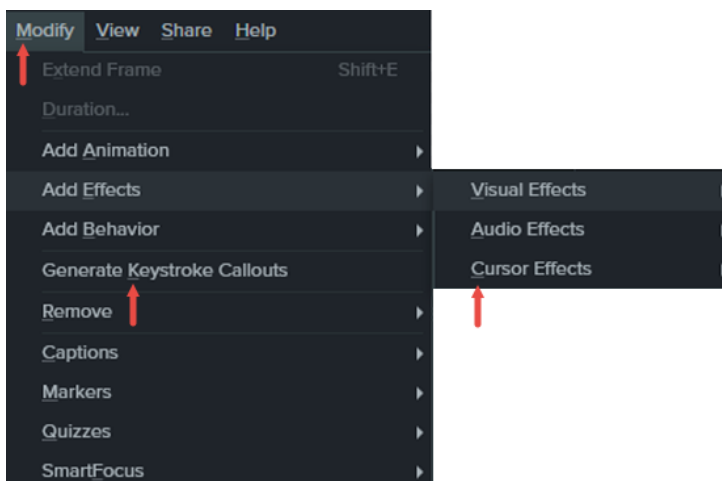 Modify View Share Help
Extend Frame Shift+E
Duration...
Add Animation
Add Effects
Visual Effects
Add Behavior
Audio Effects
Generate Keystroke Callouts
Cursor Effects
Remove
Captions
Markers
Quizzes
SmartFocus